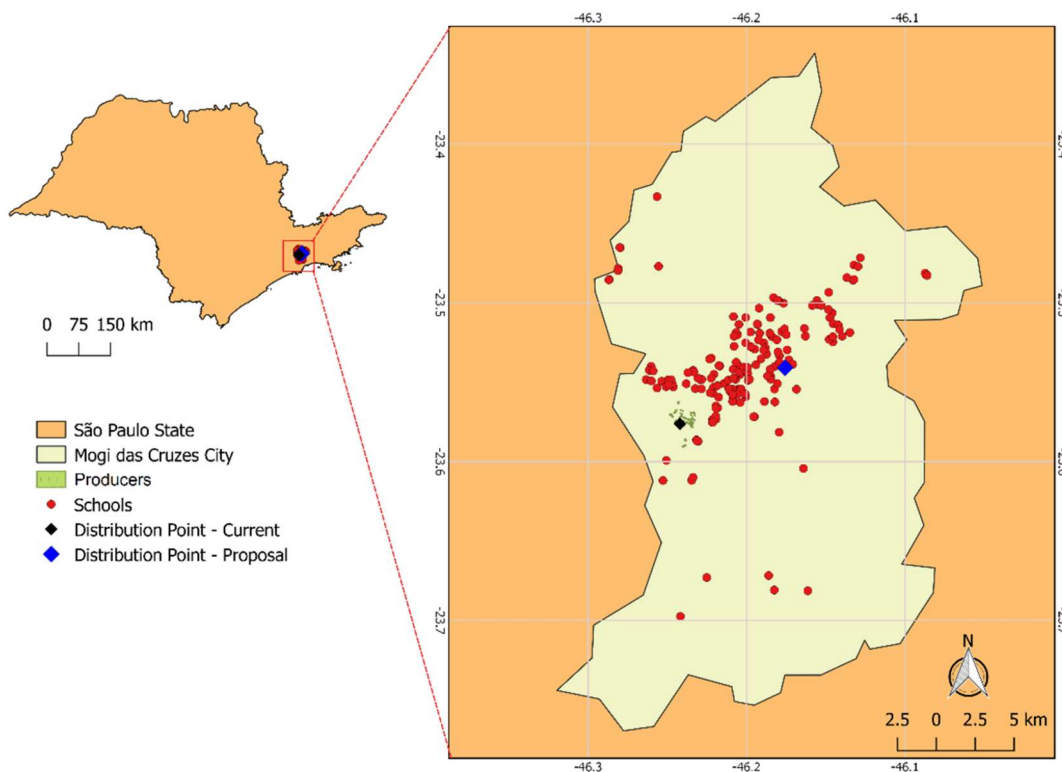 -46.3 -46.2 -46.1
-23.4
-23.5
-23.6
-23.7
0 75 150 km
São Paulo State
Mogi das Cruzes City
Producers
Schools
Distribution Point - Current
Distribution Point - Proposal
N
2.5 0 2.5 5 km
-46.3 -46.2 -46.1